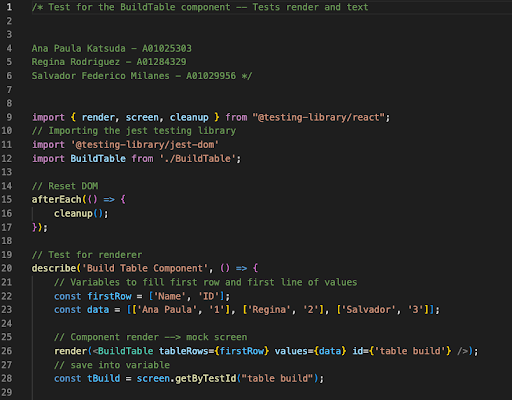 1 /* Test for the BuildTable component -- Tests render and text
2
3
4 Ana Paula Katsuda - A01025303
5 Regina Rodríguez - A01284329
6 Salvador Federico Milanes - A01029956 */
7
8
9 import { render, screen, cleanup } from "@testing-library/react";
10 // Importing the jest testing library
11 import '@testing-library/jest-dom'
12 import BuildTable from './BuildTable';
13
14 // Reset DOM
15 afterEach(() => {
16 cleanup();
17 });
18
19 // Test for renderer
20 describe('Build Table Component', () => {
21 // Variables to fill first row and first line of values
22 const firstRow = ['Name', 'ID'];
23 const data = [['Ana Paula', '1'], ['Regina', '2'], ['Salvador', '3']];
24
25 // Component render --> mock screen
26 render(<BuildTable tableRows={firstRow} values={data} id={'table build'} />);
27 // save into variable
28 const tBuild = screen.getByTestId("table build");
29